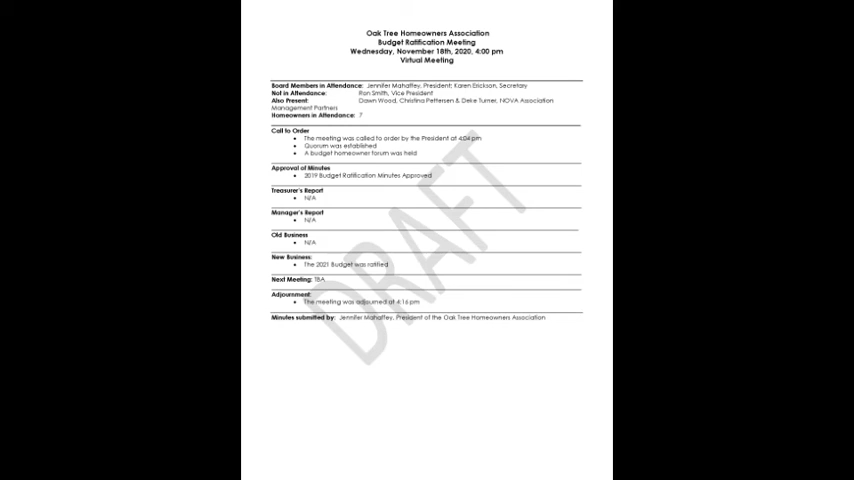 Oak Tree Homeowners Association
Budget Ratification Meeting
Wednesday, November 18th, 2020, 4:00 pm
Virtual Meeting
Board Members in Attendance: Jennifer Mahaffey, President; Karen Erickson, Secretary
Not in Attendance: Ron Smith, Vice President
Also Present: Dawn Wood, Christina Peffersen & Deke Turner, NOVA Association
Management Partners
Homeowners in Attendance: 7
Call to Order
• The meeting was called to order by the President at 4:04 pm
• Quorum was established
• A budget homeowner forum was held
Approval of Minutes
• 2019 Budget Ratification Minutes Approved
Treasurer's Report
• N/A
Manager's Report
• N/A
Old Business
• N/A
New Business:
• The 2021 Budget was ratified
Next Meeting: TBA
Adjournment:
• The meeting was adjourned at 4:16 pm
Minutes submitted by: Jennifer Mahaffey, President of the Oak Tree Homeowners Association
DRAFT